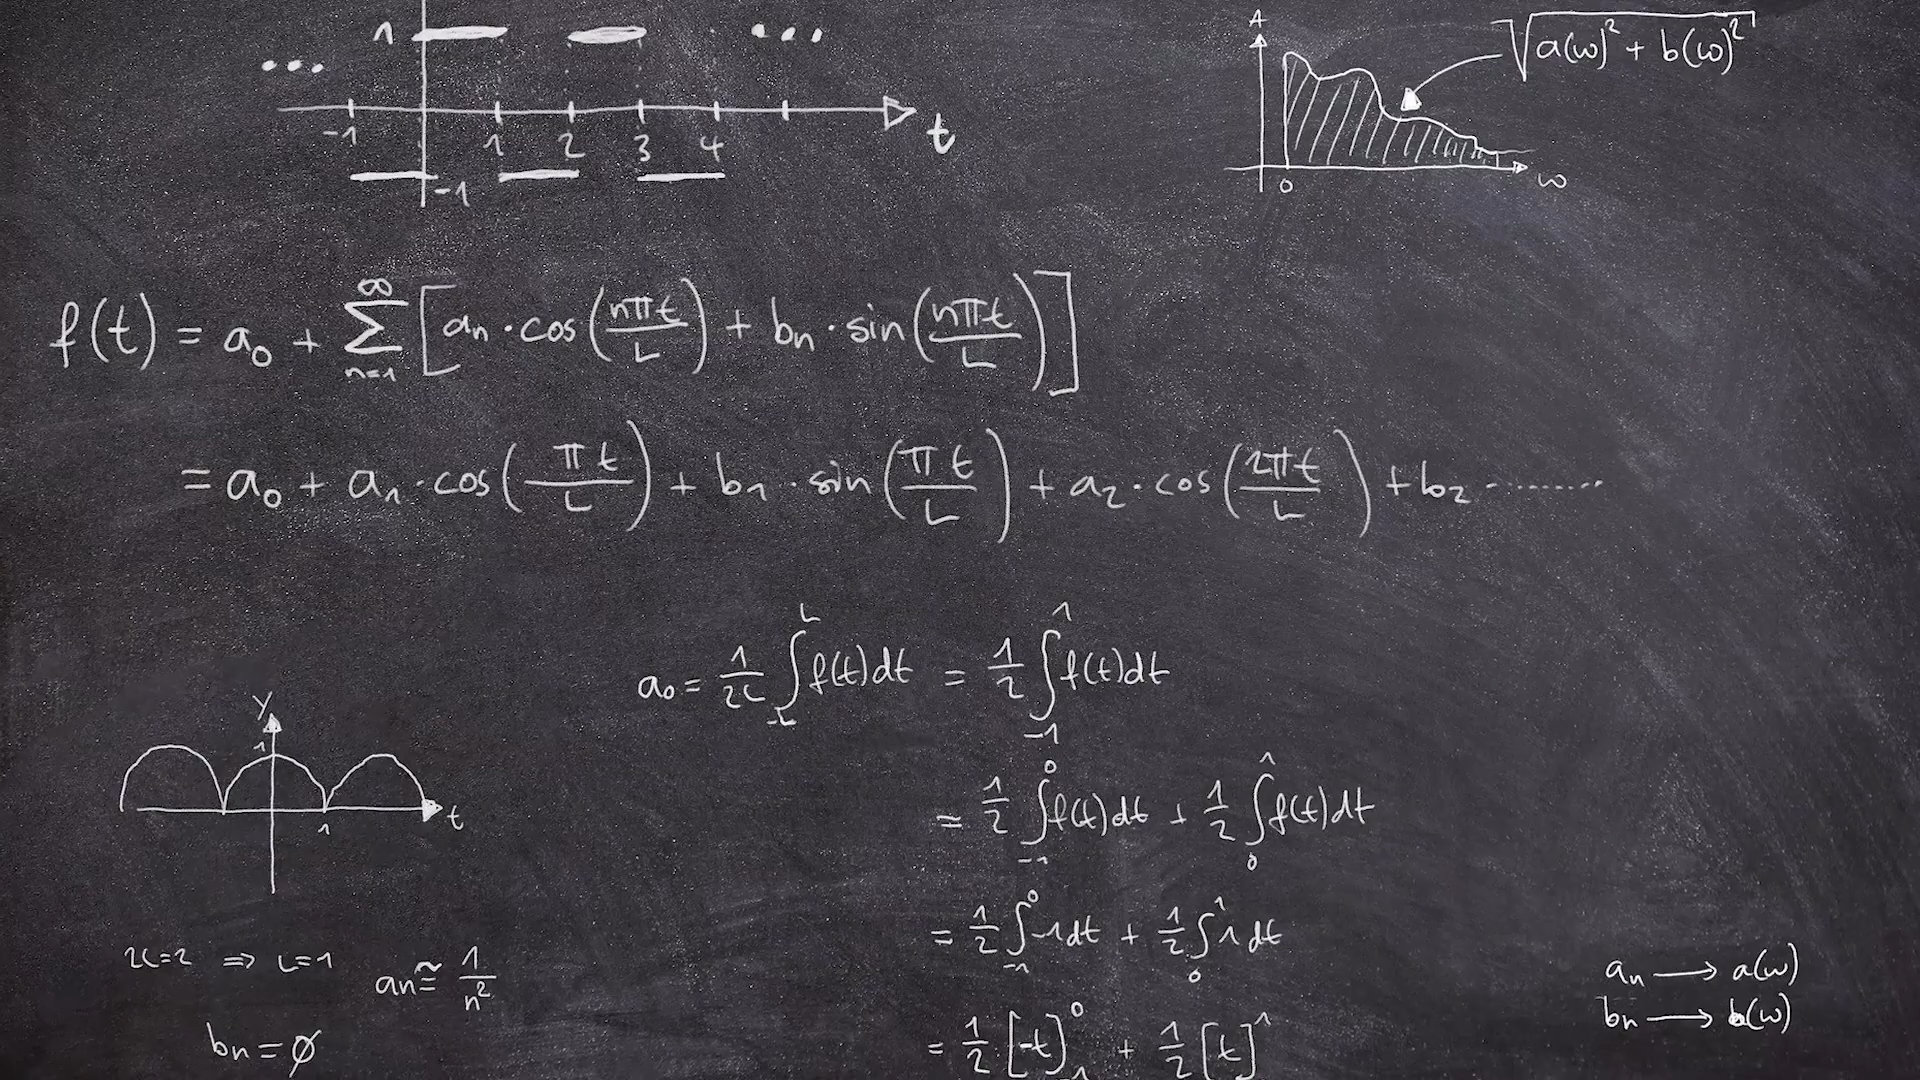 1
... ...
-1 1 2 3 4 t
-1
A
√(a(ω)² + b(ω)²)
0 ω
f(t) = a₀ + ∑ₙ₌₁^∞ [aₙ · cos(nπt/L) + bₙ · sin(nπt/L)]
= a₀ + a₁ · cos(πt/L) + b₁ · sin(πt/L) + a₂ · cos(2πt/L) + b₂ ........
a₀ = 1/2L ∫₋L^L f(t)dt = 1/2 ∫₋₁^1 f(t)dt
= 1/2 ∫₋₁^0 f(t)dt + 1/2 ∫₀^1 f(t)dt
= 1/2 ∫₋₁^0 -1dt + 1/2 ∫₀^1 1dt
= 1/2 [-t]₋₁^0 + 1/2 [t]^1
y
1
1 t
2L=2 ⇒ L=1
aₙ ≅ 1/n²
bₙ = ∅
aₙ → a(ω)
bₙ → b(ω)